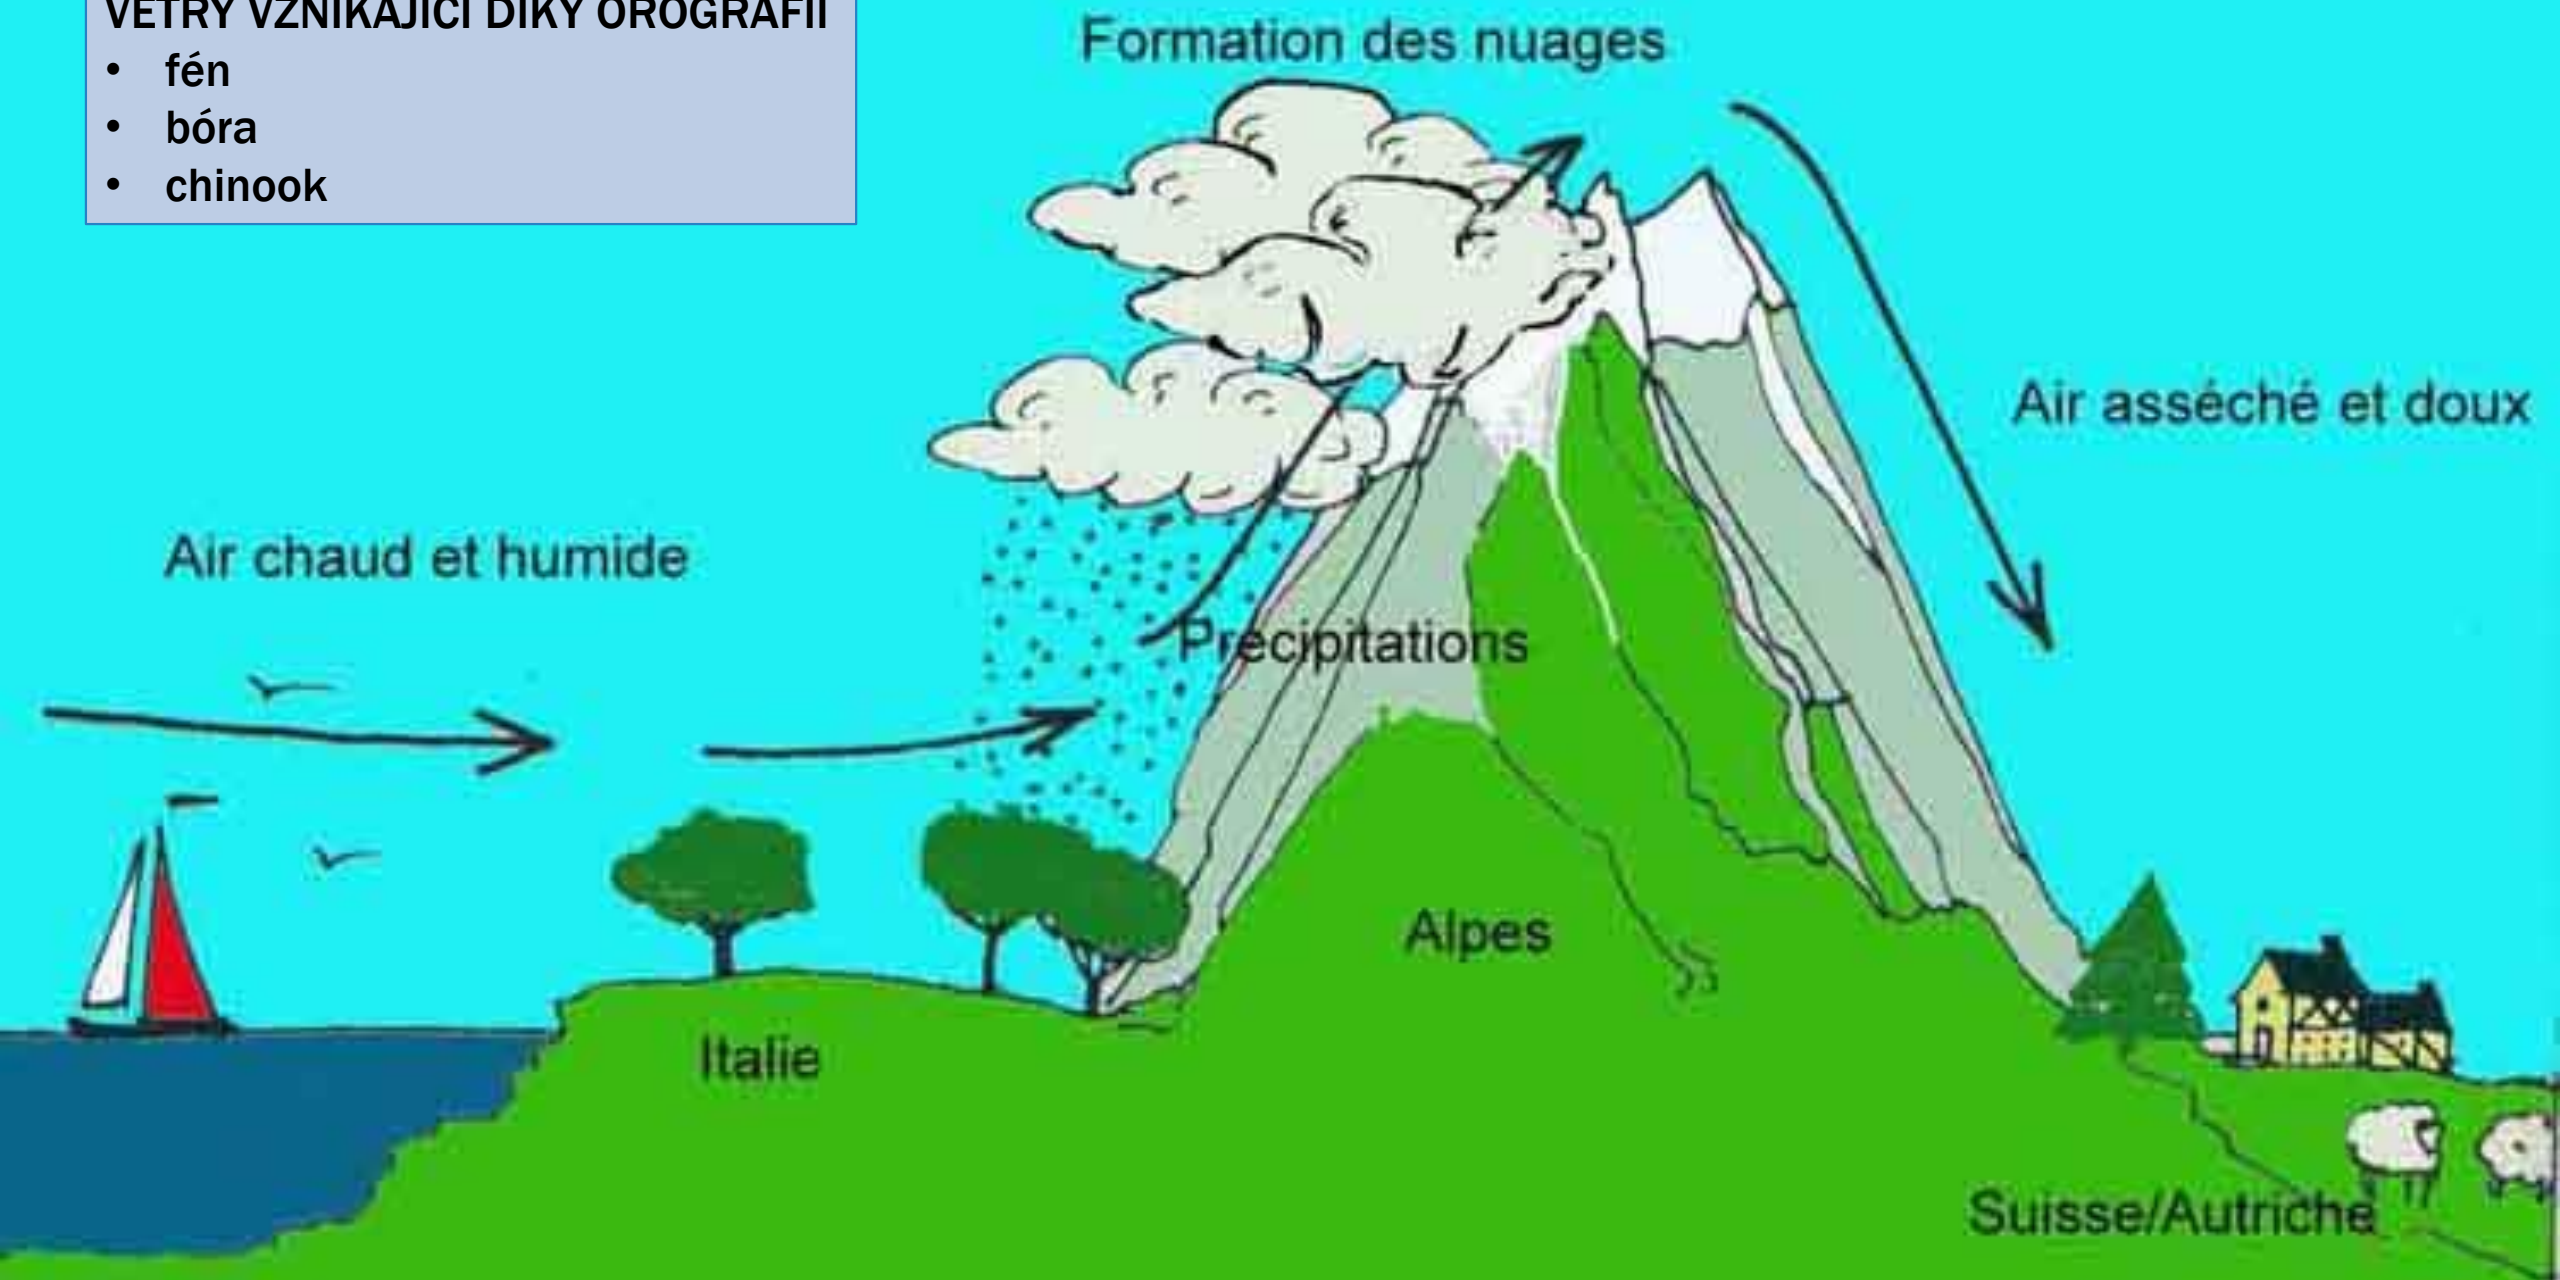 VĚTRY VZNIKAJÍCÍ DÍKY OROGRAFII
• fén
• bóra
• chinook
Formation des nuages
Air asséché et doux
Air chaud et humide
Précipitations
Alpes
Italie
Suisse/Autriche